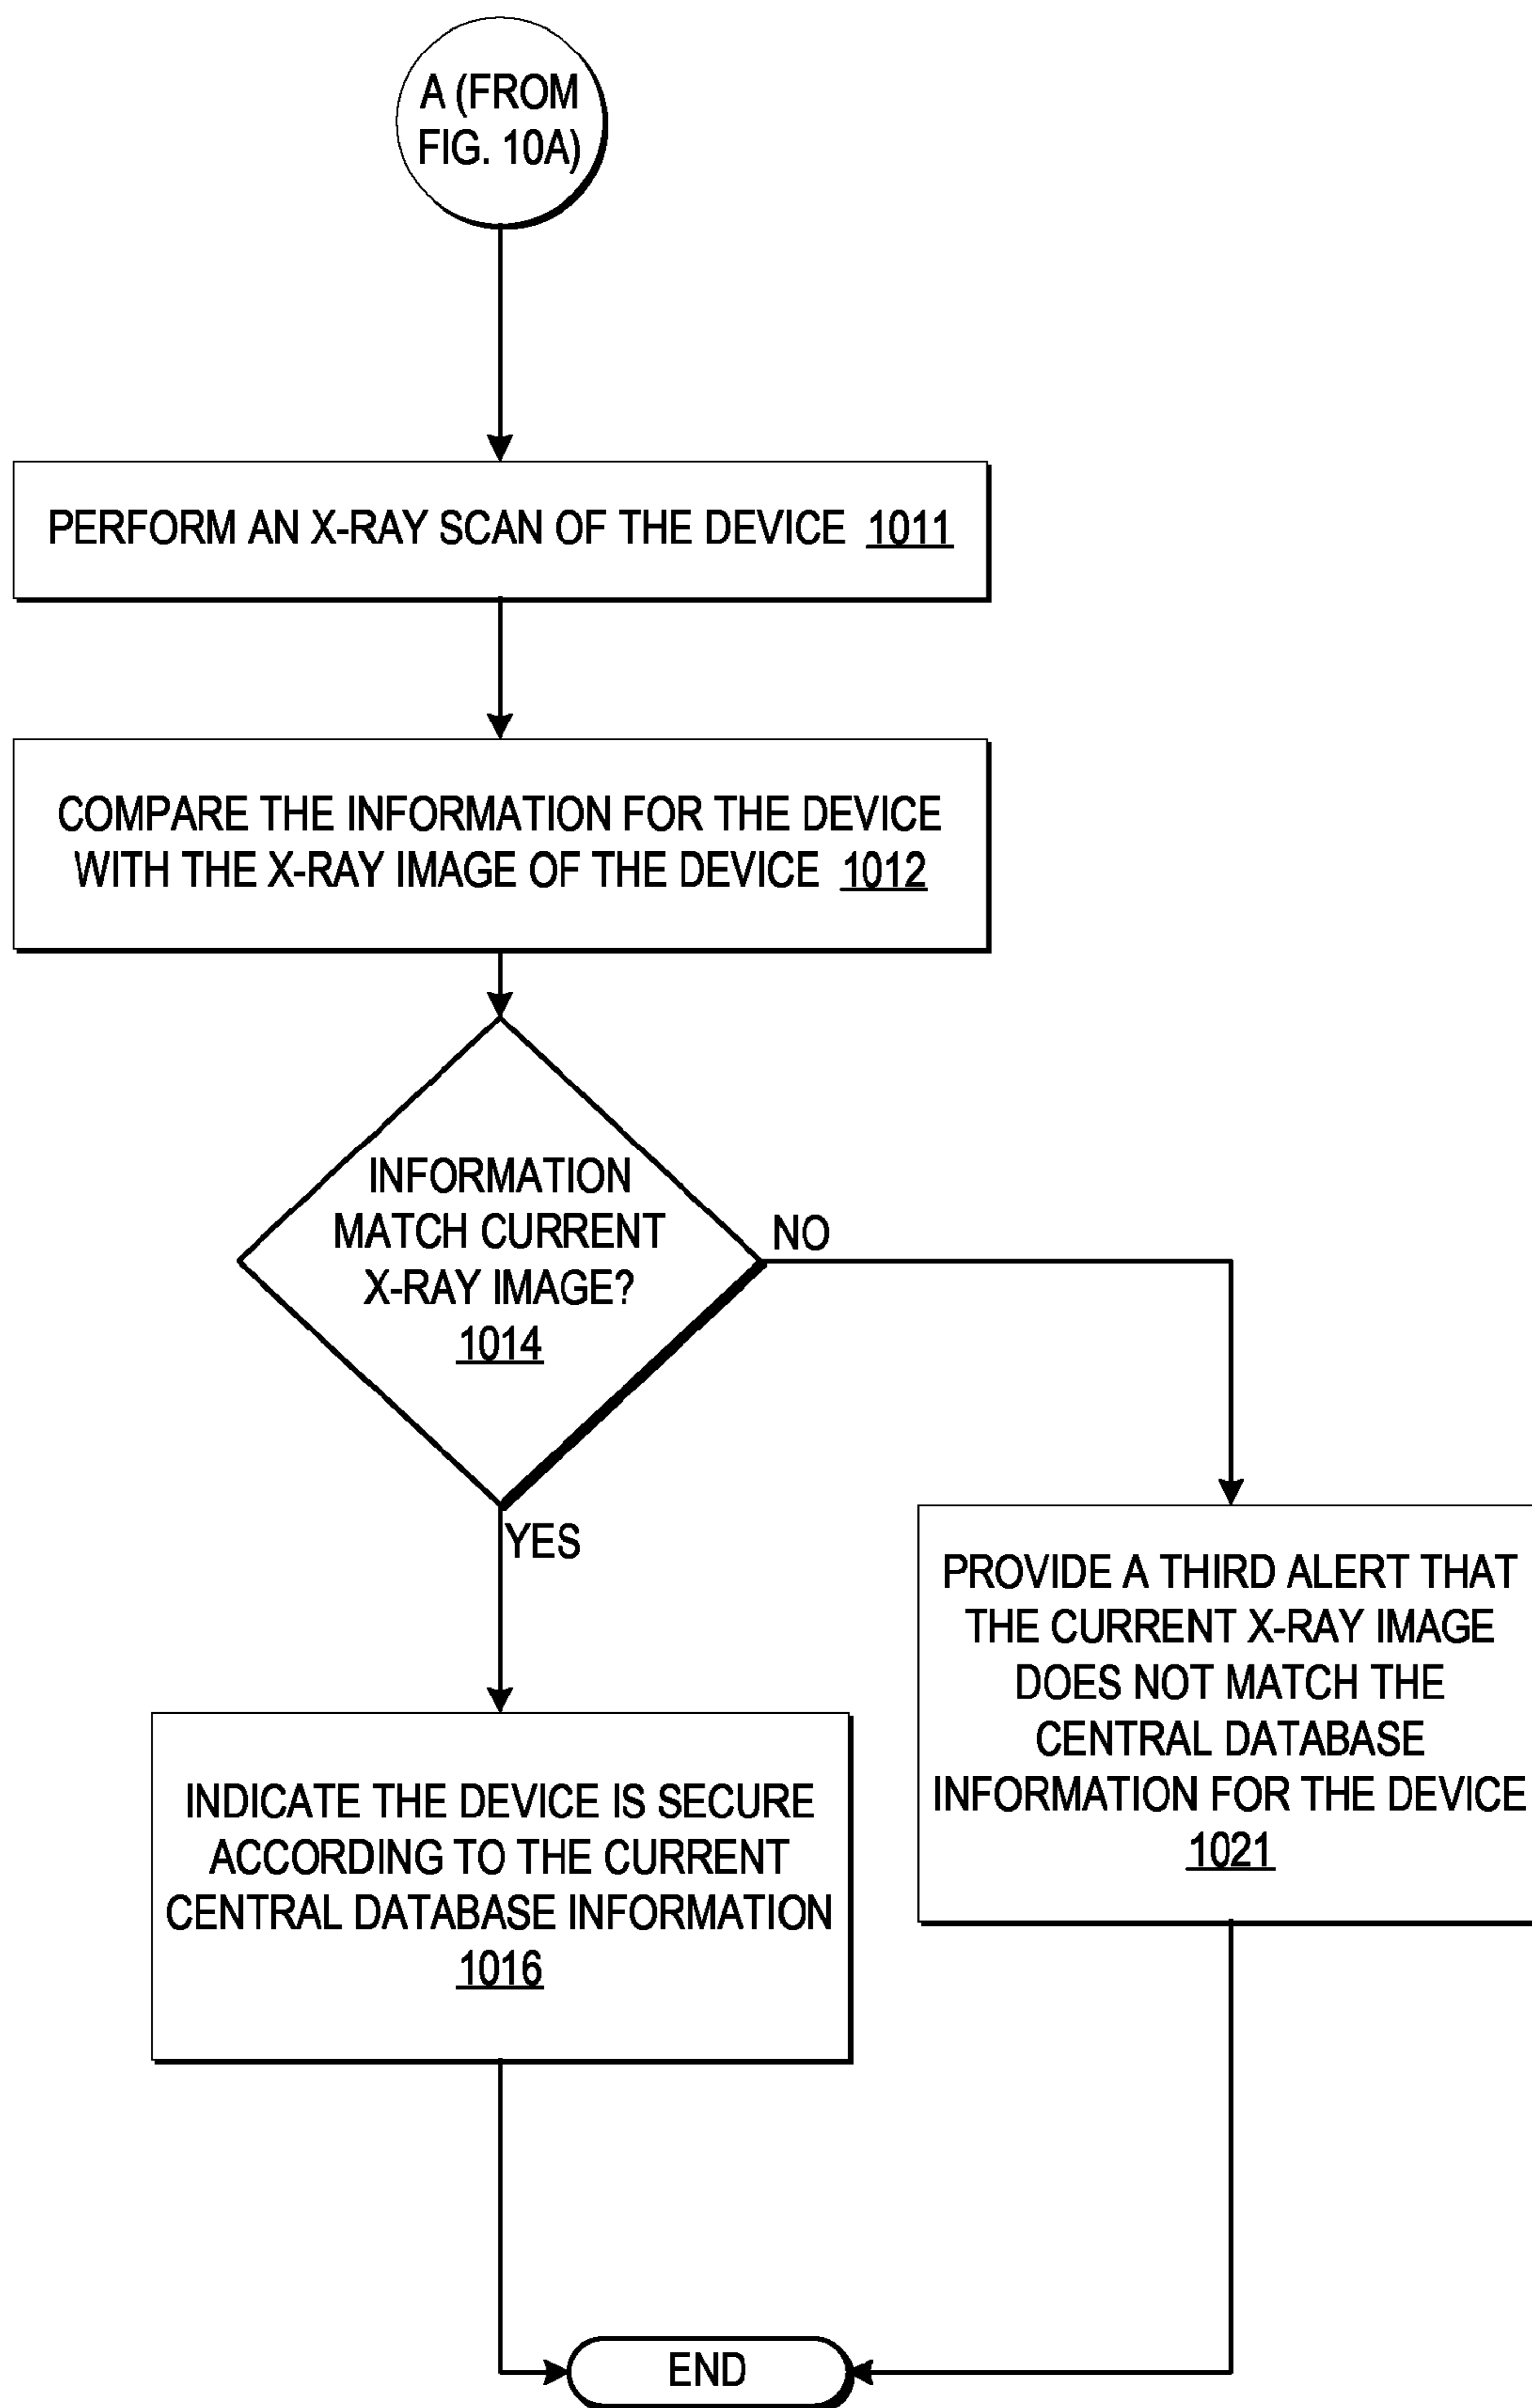 A (FROM
FIG. 10A)
PERFORM AN X-RAY SCAN OF THE DEVICE 1011
COMPARE THE INFORMATION FOR THE DEVICE
WITH THE X-RAY IMAGE OF THE DEVICE 1012
INFORMATION
MATCH CURRENT
X-RAY IMAGE?
1014
NO
YES
PROVIDE A THIRD ALERT THAT
THE CURRENT X-RAY IMAGE
DOES NOT MATCH THE
CENTRAL DATABASE
INFORMATION FOR THE DEVICE
1021
INDICATE THE DEVICE IS SECURE
ACCORDING TO THE CURRENT
CENTRAL DATABASE INFORMATION
1016
END